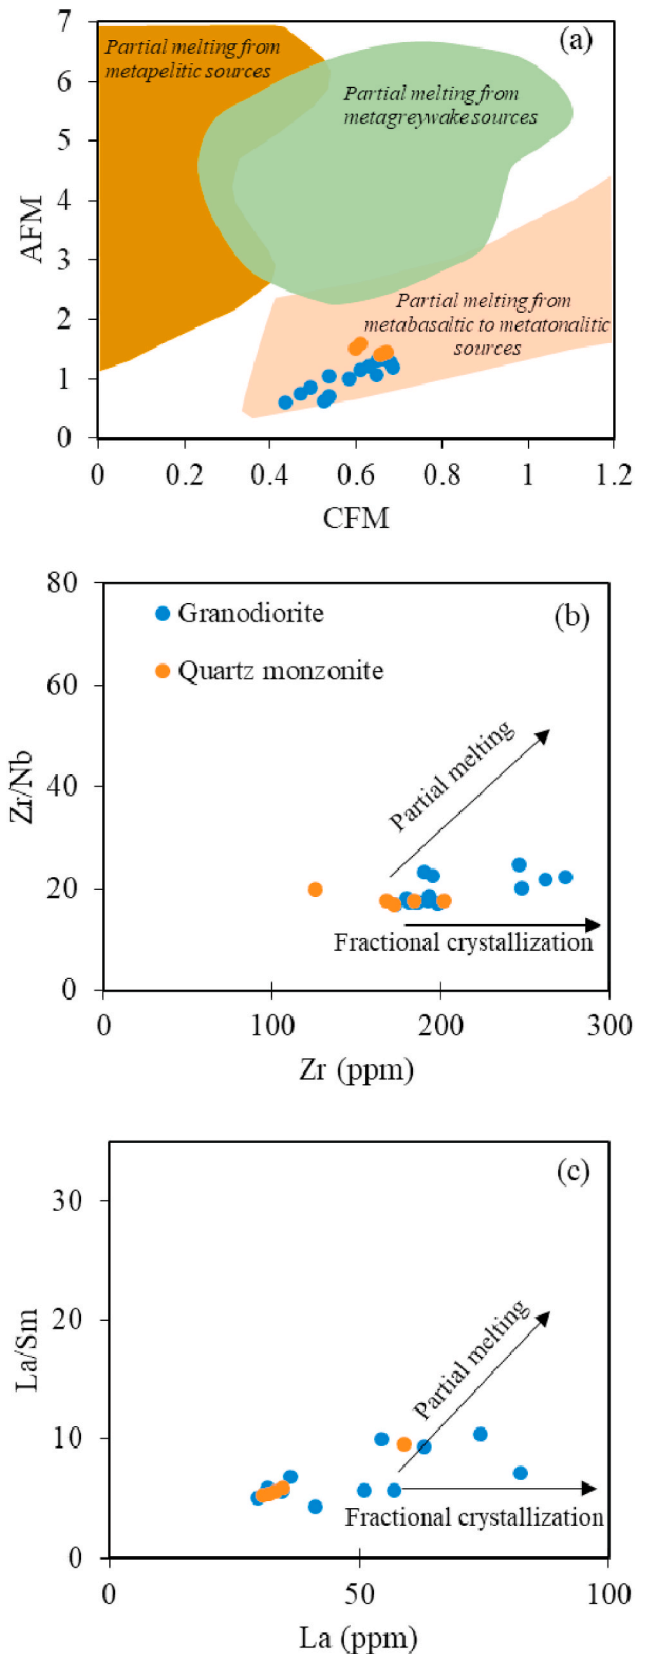 7
(a)
Partial melting from
metapelitic sources
6
Partial melting from
metagreywake sources
5
4
AFM
3
Partial melting from
metabasaltic to metatonalitic
sources
2
1
0
0 0.2 0.4 0.6 0.8 1 1.2
CFM
80
(b)
Granodiorite
Quartz monzonite
60
Partial melting
Zr/Nb
40
20
Fractional crystallization
0
0 100 200 300
Zr (ppm)
(c)
30
Partial melting
La/Sm
20
10
Fractional crystallization
0
0 50 100
La (ppm)